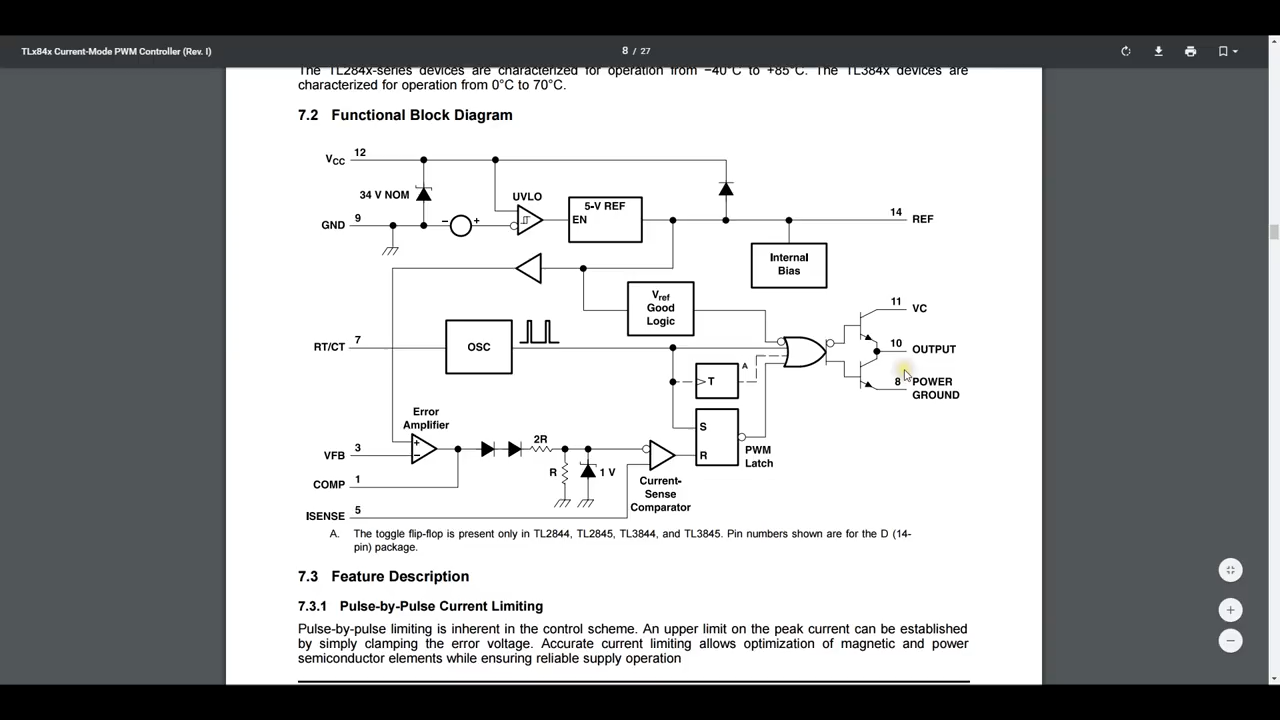 TLx84x Current-Mode PWM Controller (Rev. I)
8 / 27
The TL284x-series devices are characterized for operation from −40°C to +85°C. The TL384x devices are
characterized for operation from 0°C to 70°C.
7.2 Functional Block Diagram
VCC 12
34 V NOM
UVLO
5-V REF
EN
GND 9
− +
14 REF
Internal
Bias
Vref
Good
Logic
11 VC
RT/CT 7
OSC
10 OUTPUT
T
A
8 POWER
GROUND
Error
Amplifier
+
−
VFB 3
COMP 1
2R
R
1 V
S
R
PWM
Latch
Current-
Sense
Comparator
ISENSE 5
A. The toggle flip-flop is present only in TL2844, TL2845, TL3844, and TL3845. Pin numbers shown are for the D (14-
pin) package.
7.3 Feature Description
7.3.1 Pulse-by-Pulse Current Limiting
Pulse-by-pulse limiting is inherent in the control scheme. An upper limit on the peak current can be established
by simply clamping the error voltage. Accurate current limiting allows optimization of magnetic and power
semiconductor elements while ensuring reliable supply operation